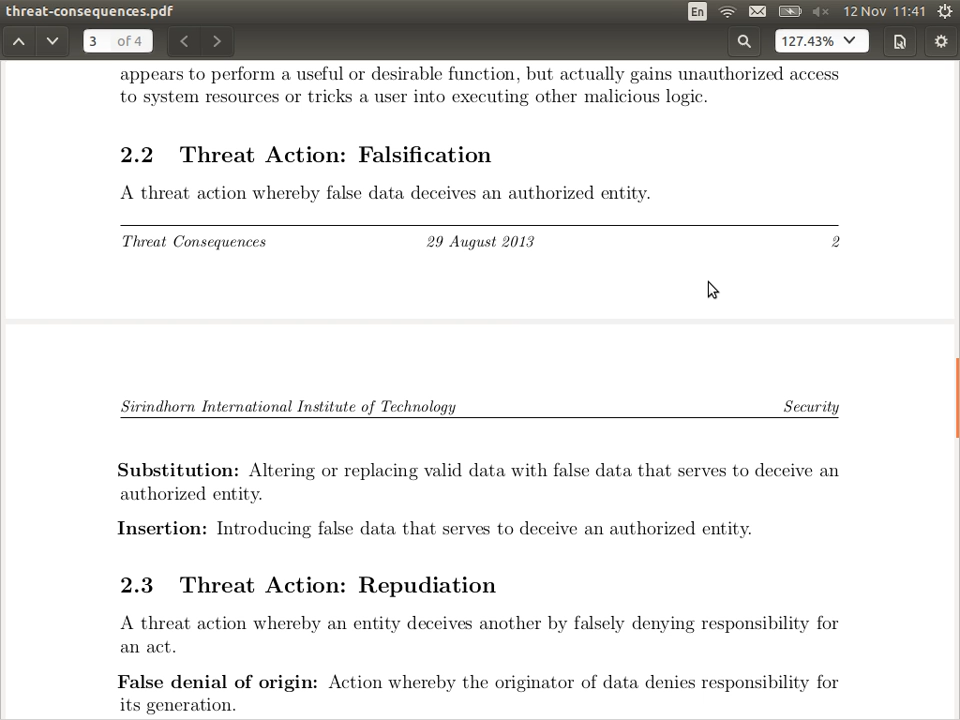 threat-consequences.pdf
En
12 Nov 11:41
3 of 4
127.43%
appears to perform a useful or desirable function, but actually gains unauthorized access
to system resources or tricks a user into executing other malicious logic.
2.2 Threat Action: Falsification
A threat action whereby false data deceives an authorized entity.
Threat Consequences 29 August 2013 2
Sirindhorn International Institute of Technology Security
Substitution: Altering or replacing valid data with false data that serves to deceive an
authorized entity.
Insertion: Introducing false data that serves to deceive an authorized entity.
2.3 Threat Action: Repudiation
A threat action whereby an entity deceives another by falsely denying responsibility for
an act.
False denial of origin: Action whereby the originator of data denies responsibility for
its generation.